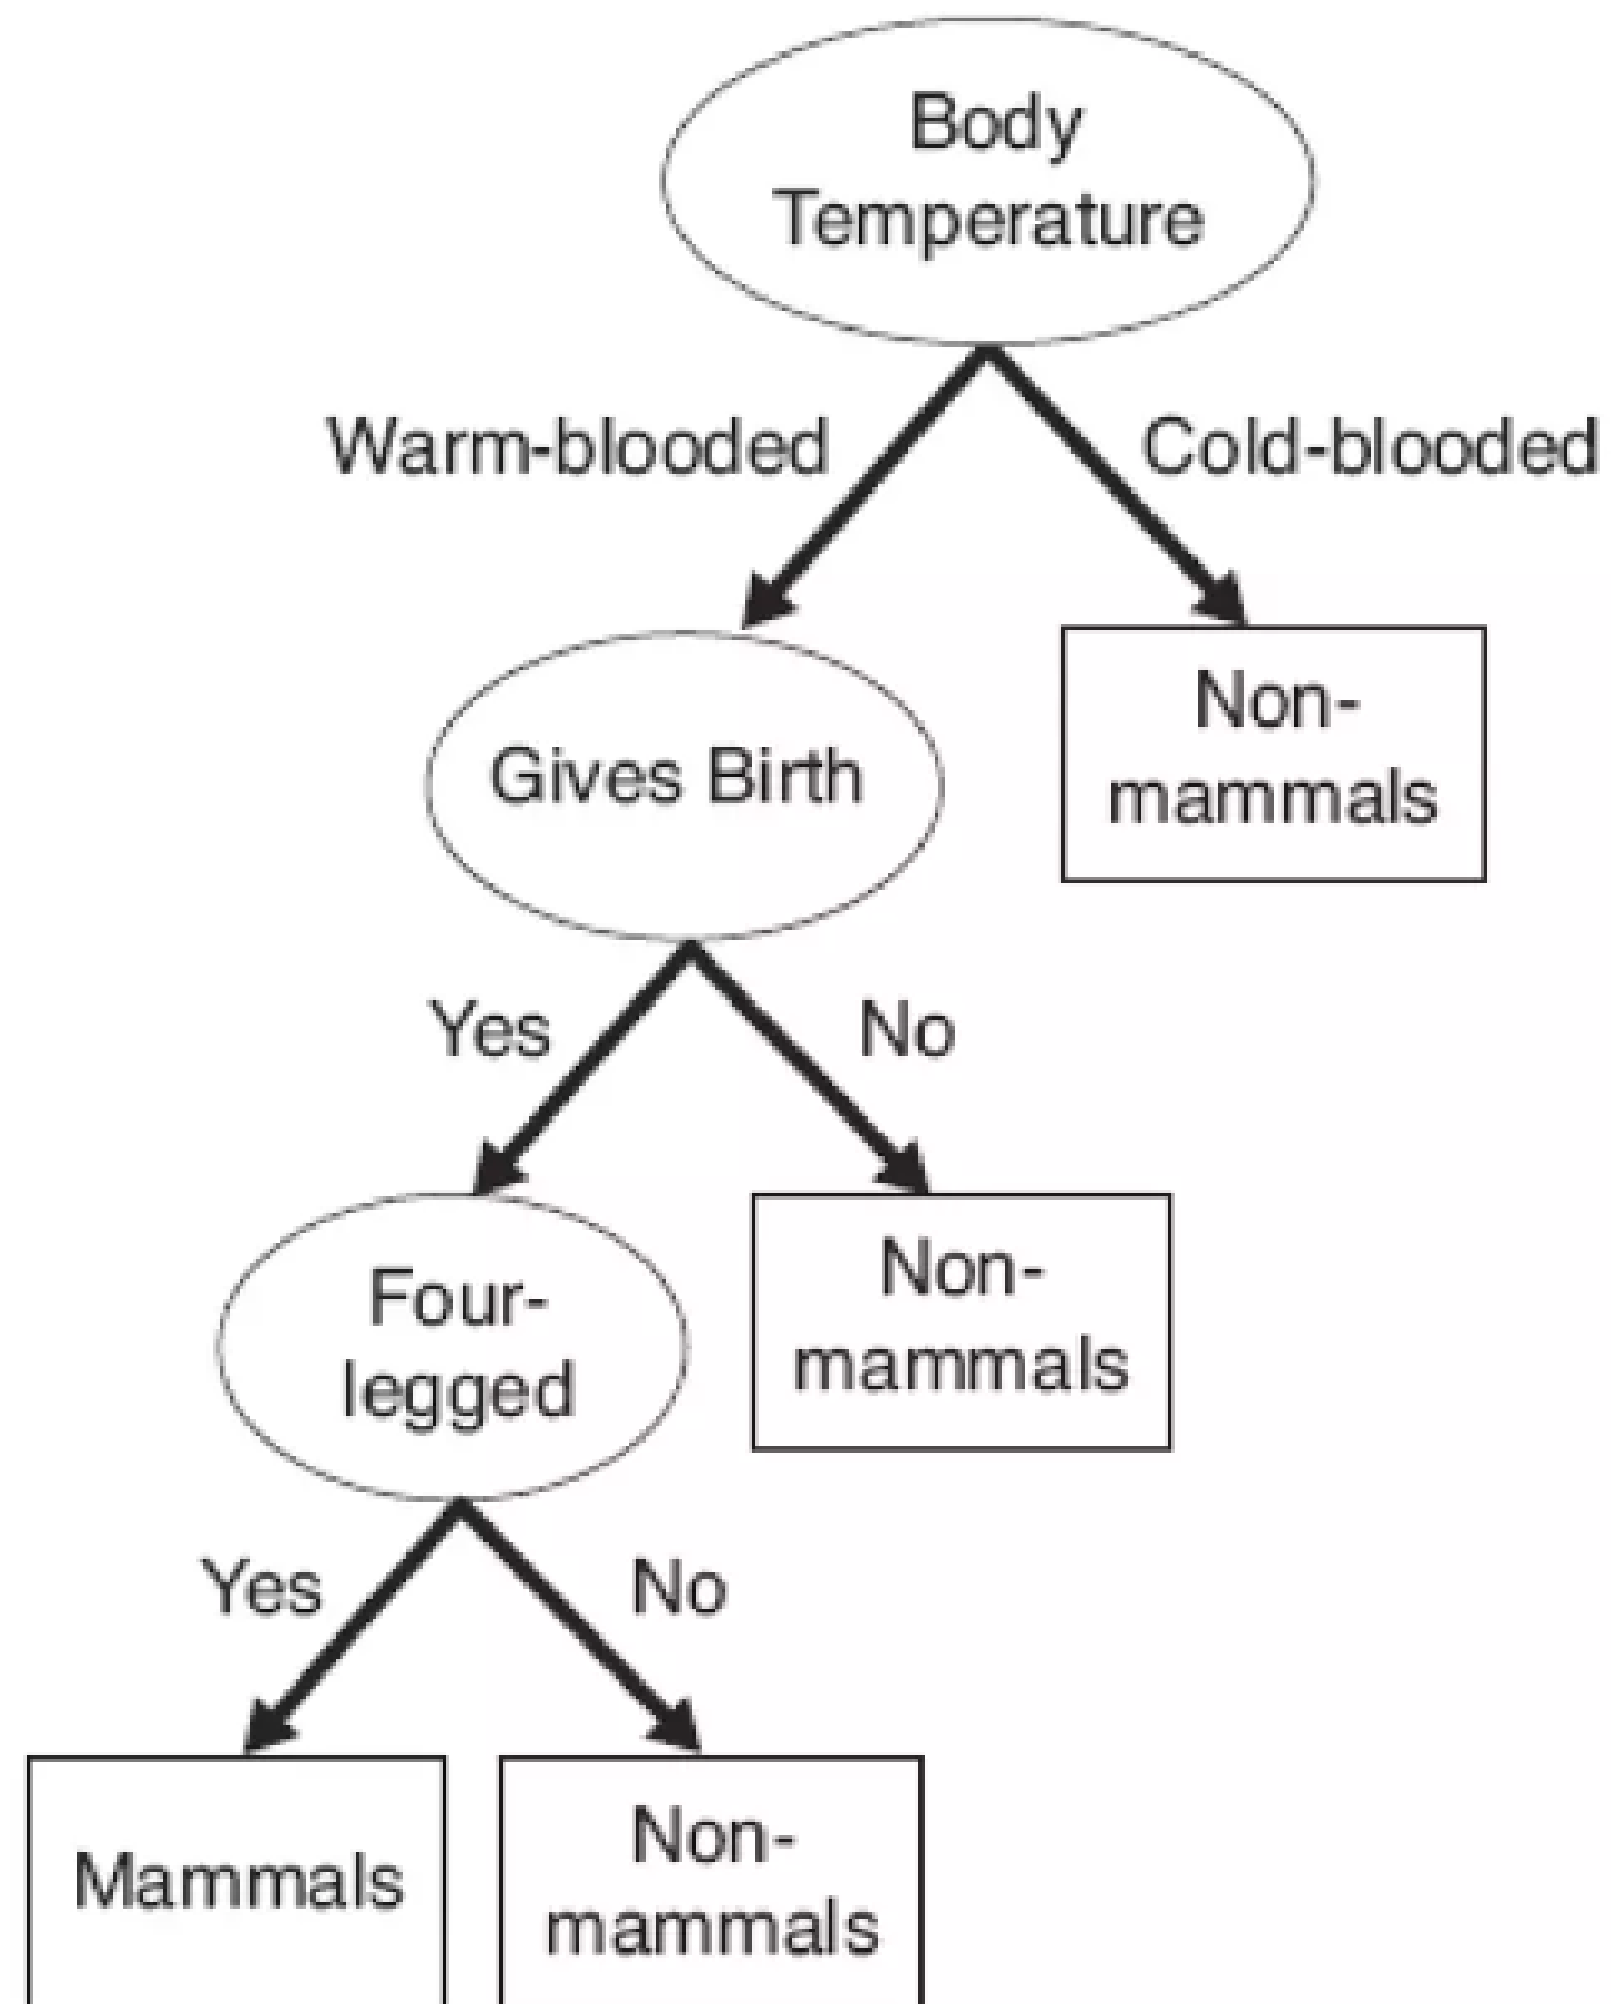 Body
Temperature
Warm-blooded
Cold-blooded
Gives Birth
Non-
mammals
Yes
No
Four-
legged
Non-
mammals
Yes
No
Mammals
Non-
mammals